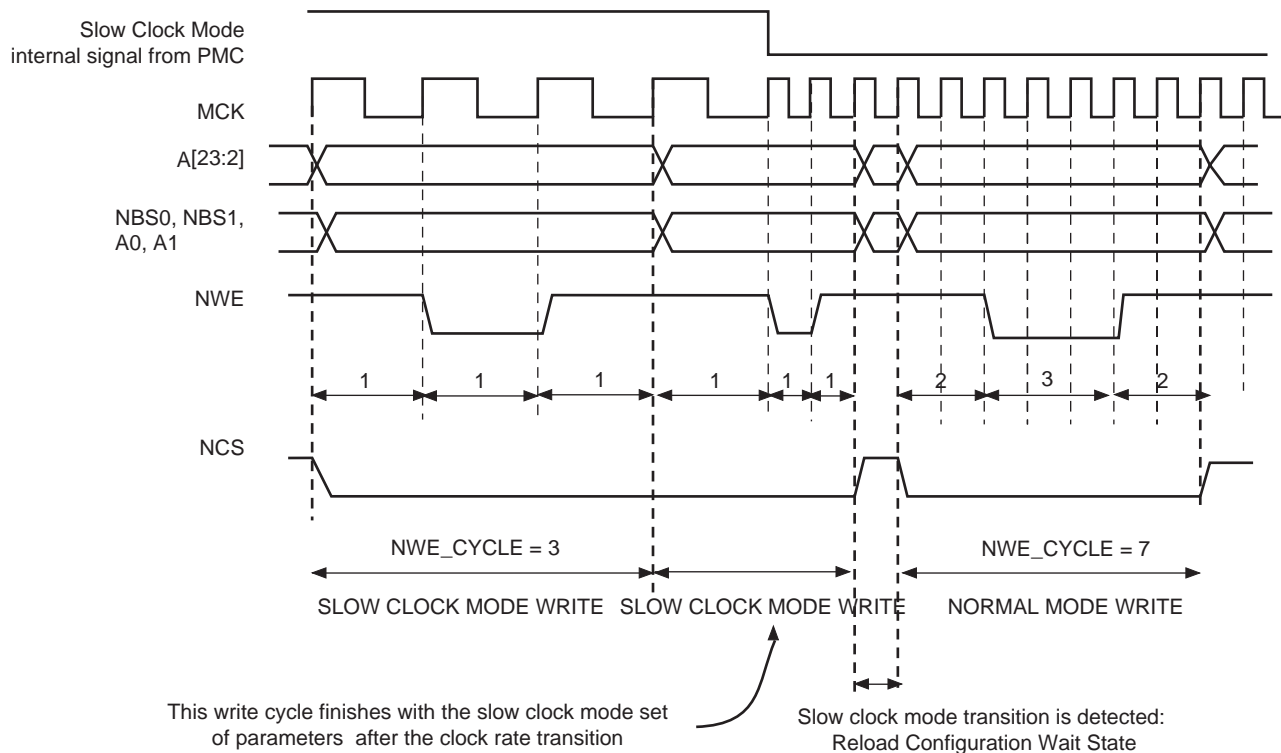 Slow Clock Mode
internal signal from PMC
MCK
A[23:2]
NBS0, NBS1,
A0, A1
NWE
1 1 1 1 1 1 2 3 2
NCS
NWE_CYCLE = 3 NWE_CYCLE = 7
SLOW CLOCK MODE WRITE SLOW CLOCK MODE WRITE NORMAL MODE WRITE
This write cycle finishes with the slow clock mode set
of parameters after the clock rate transition
Slow clock mode transition is detected:
Reload Configuration Wait State